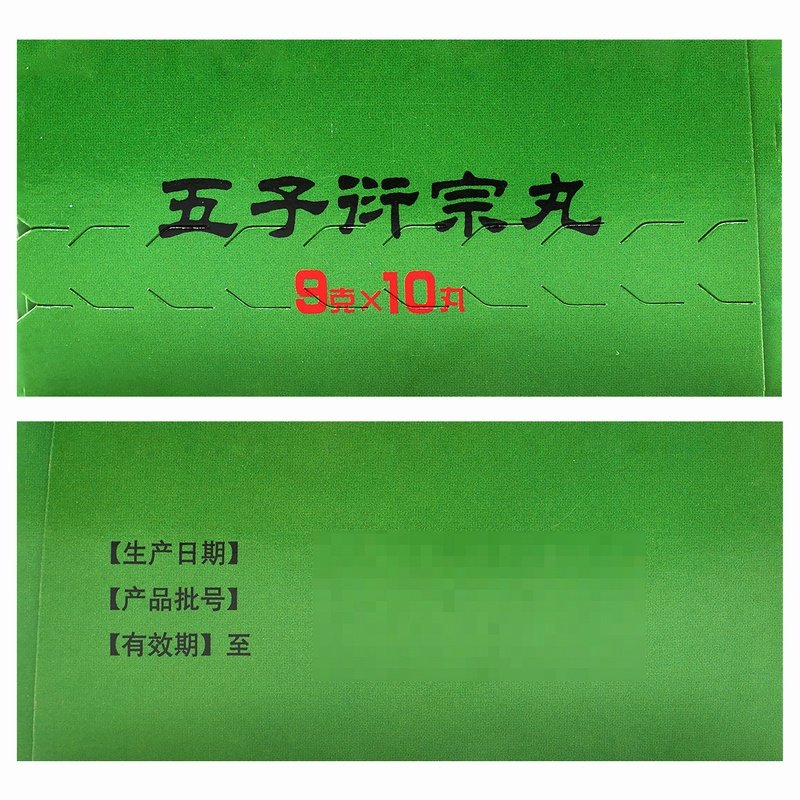 五子衍宗丸
9克×10丸
【生产日期】
【产品批号】
【有效期】至